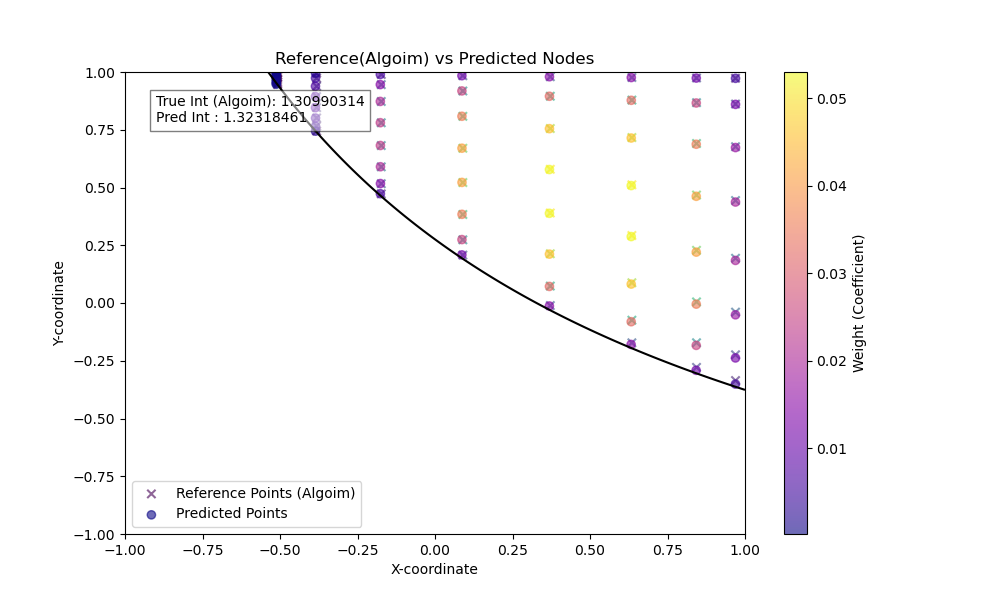 Reference(Algoim) vs Predicted Nodes
True Int (Algoim): 1.30990314
Pred Int : 1.32318461
1.00
0.75
0.50
0.25
0.00
−0.25
−0.50
−0.75
−1.00
Y-coordinate
Reference Points (Algoim)
Predicted Points
−1.00 −0.75 −0.50 −0.25 0.00 0.25 0.50 0.75 1.00
X-coordinate
0.05
0.04
0.03
0.02
0.01
Weight (Coefficient)